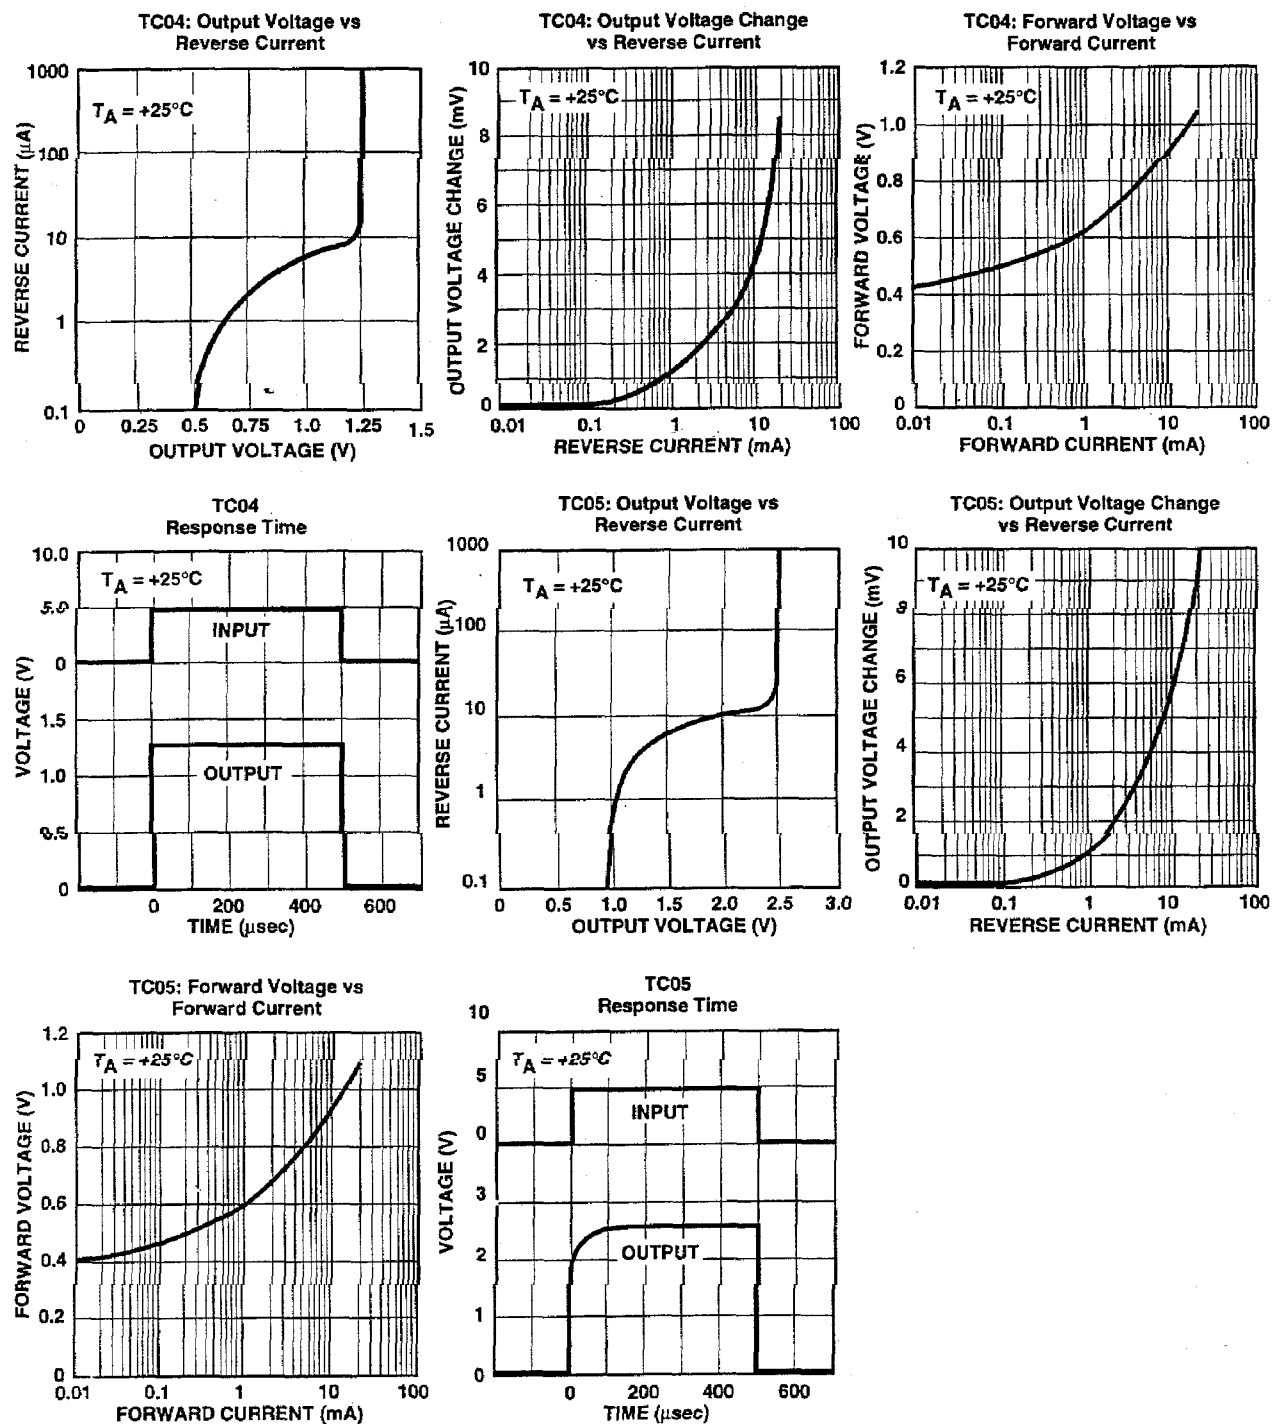 TC04: Output Voltage vs
Reverse Current
1000
100
10
1
0.1
REVERSE CURRENT (µA)
TA = +25°C
0 0.25 0.5 0.75 1.0 1.25 1.5
OUTPUT VOLTAGE (V)
TC04: Output Voltage Change
vs Reverse Current
10
8
6
4
2
0
OUTPUT VOLTAGE CHANGE (mV)
TA = +25°C
0.01 0.1 1 10 100
REVERSE CURRENT (mA)
TC04: Forward Voltage vs
Forward Current
1.2
1.0
0.8
0.6
0.4
0.2
0
FORWARD VOLTAGE (V)
TA = +25°C
0.01 0.1 1 10 100
FORWARD CURRENT (mA)
TC04
Response Time
10.0
5.0
0
1.5
1.0
0.5
0
VOLTAGE (V)
TA = +25°C
INPUT
OUTPUT
0 200 400 600
TIME (µsec)
TC05: Output Voltage vs
Reverse Current
1000
100
10
1
0.1
REVERSE CURRENT (µA)
TA = +25°C
0 0.5 1.0 1.5 2.0 2.5 3.0
OUTPUT VOLTAGE (V)
TC05: Output Voltage Change
vs Reverse Current
10
8
6
4
2
0
OUTPUT VOLTAGE CHANGE (mV)
TA = +25°C
0.01 0.1 1 10 100
REVERSE CURRENT (mA)
TC05: Forward Voltage vs
Forward Current
1.2
1.0
0.8
0.6
0.4
0.2
0
FORWARD VOLTAGE (V)
TA = +25°C
0.01 0.1 1 10 100
FORWARD CURRENT (mA)
TC05
Response Time
10
5
0
3
2
1
0
VOLTAGE (V)
TA = +25°C
INPUT
OUTPUT
0 200 400 600
TIME (µsec)